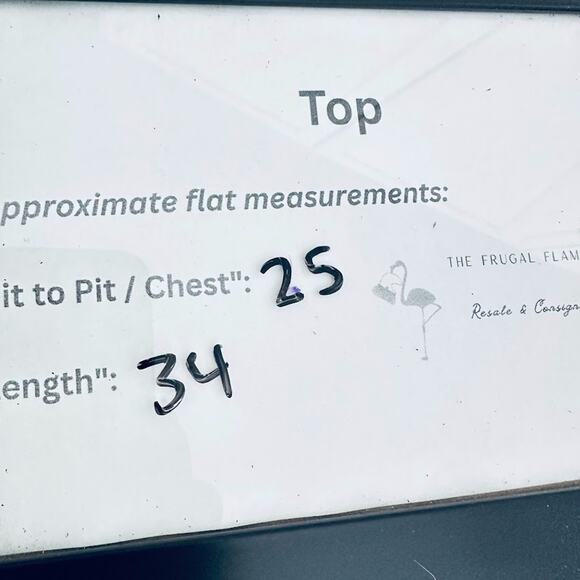 Top
pproximate flat measurements:
it to Pit / Chest": 25
ength": 34
THE FRUGAL FLAM
Resale & Consign